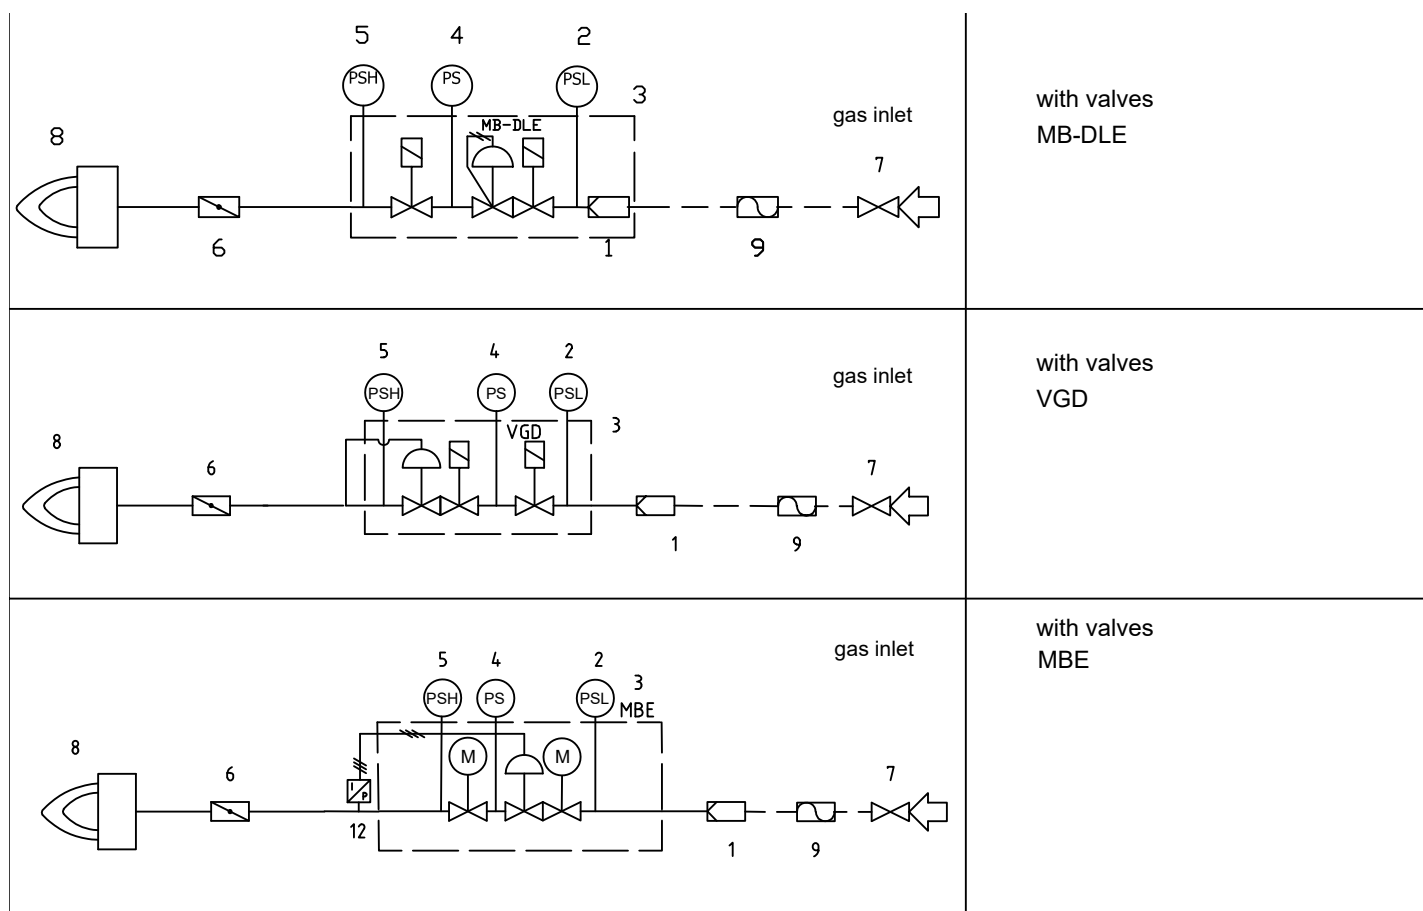 5 4 2
PSH PS PSL
3
MB-DLE
gas inlet
8
7
6 1 9
with valves
MB-DLE
5 4 2
gas inlet
PSH PS PSL
3
VGD
8
6
7
1 9
with valves
VGD
gas inlet
5 4 2
3
PSH PS PSL
MBE
8
M M
6
7
I
P
12
1 9
with valves
MBE